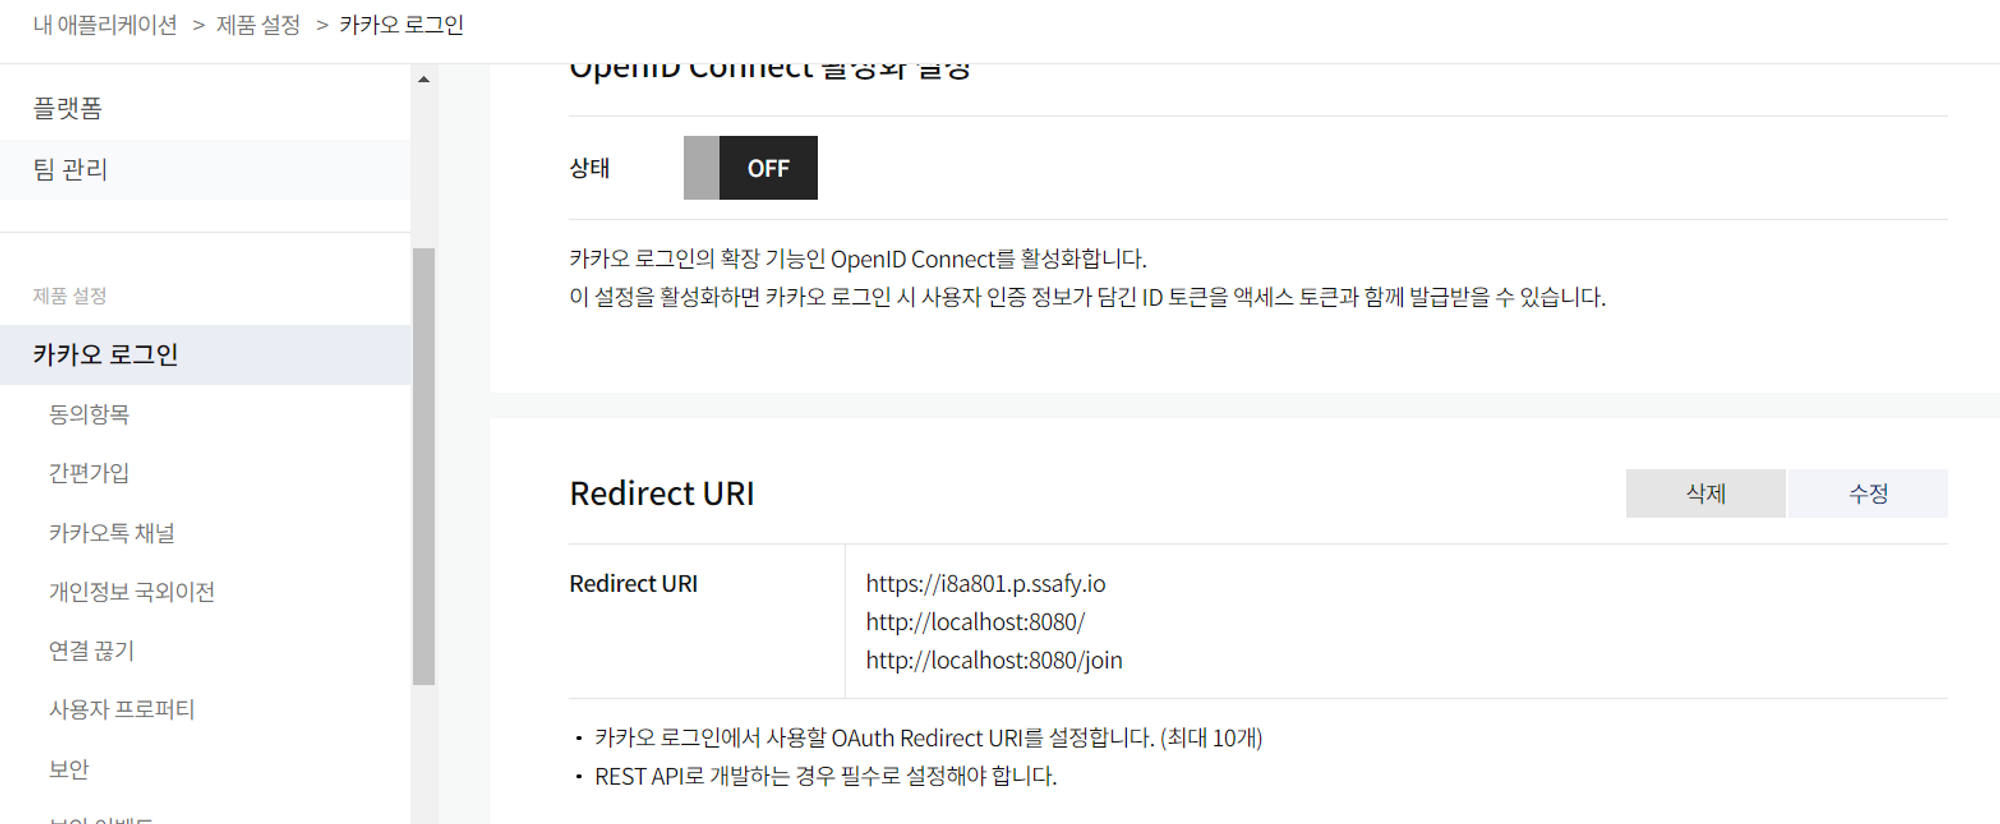 내 애플리케이션 > 제품 설정 > 카카오 로그인
플랫폼
팀 관리
제품 설정
카카오 로그인
동의항목
간편가입
카카오톡 채널
개인정보 국외이전
연결 끊기
사용자 프로퍼티
보안
보안 이벤트
OpenID Connect 활성화 설정
상태 OFF
카카오 로그인의 확장 기능인 OpenID Connect를 활성화합니다.
이 설정을 활성화하면 카카오 로그인 시 사용자 인증 정보가 담긴 ID 토큰을 액세스 토큰과 함께 발급받을 수 있습니다.
Redirect URI 삭제 수정
Redirect URI
https://i8a801.p.ssafy.io
http://localhost:8080/
http://localhost:8080/join
• 카카오 로그인에서 사용할 OAuth Redirect URI를 설정합니다. (최대 10개)
• REST API로 개발하는 경우 필수로 설정해야 합니다.